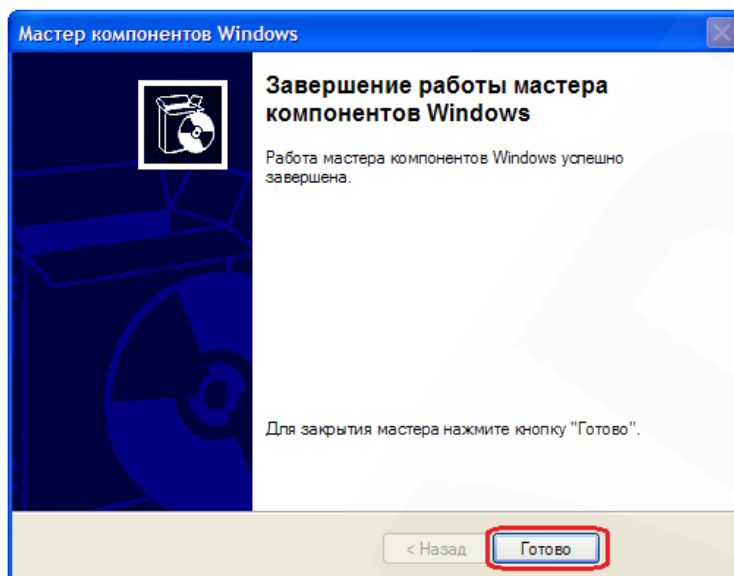 Мастер компонентов Windows
Завершение работы мастера
компонентов Windows
Работа мастера компонентов Windows успешно
завершена.
Для закрытия мастера нажмите кнопку "Готово".
< Назад
Готово